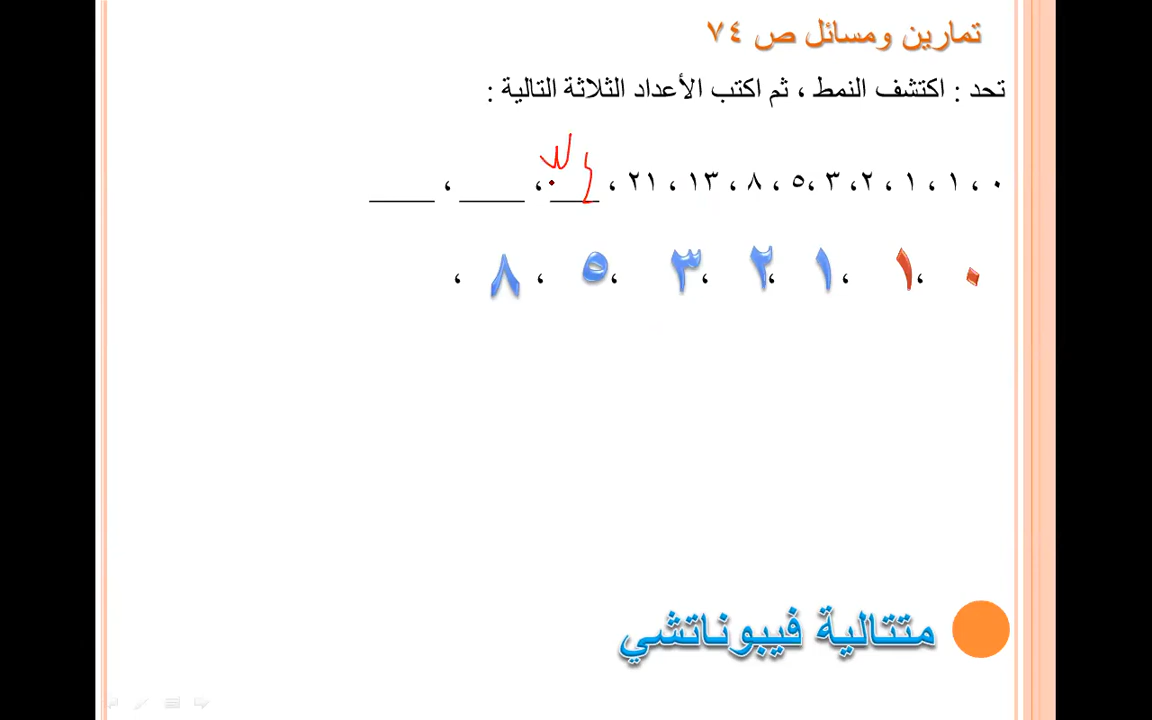 تمارين ومسائل ص ٧٤
تحد : اكتشف النمط ، ثم اكتب الأعداد الثلاثة التالية :
٠ ، ١ ، ١ ، ٢، ٣ ،٥ ، ٨ ، ١٣ ، ٢١ ، ____ ، ____ ، ____
٠ ،١ ، ١ ،٢ ،٣ ،٥ ، ٨ ،
متتالية فيبوناتشي